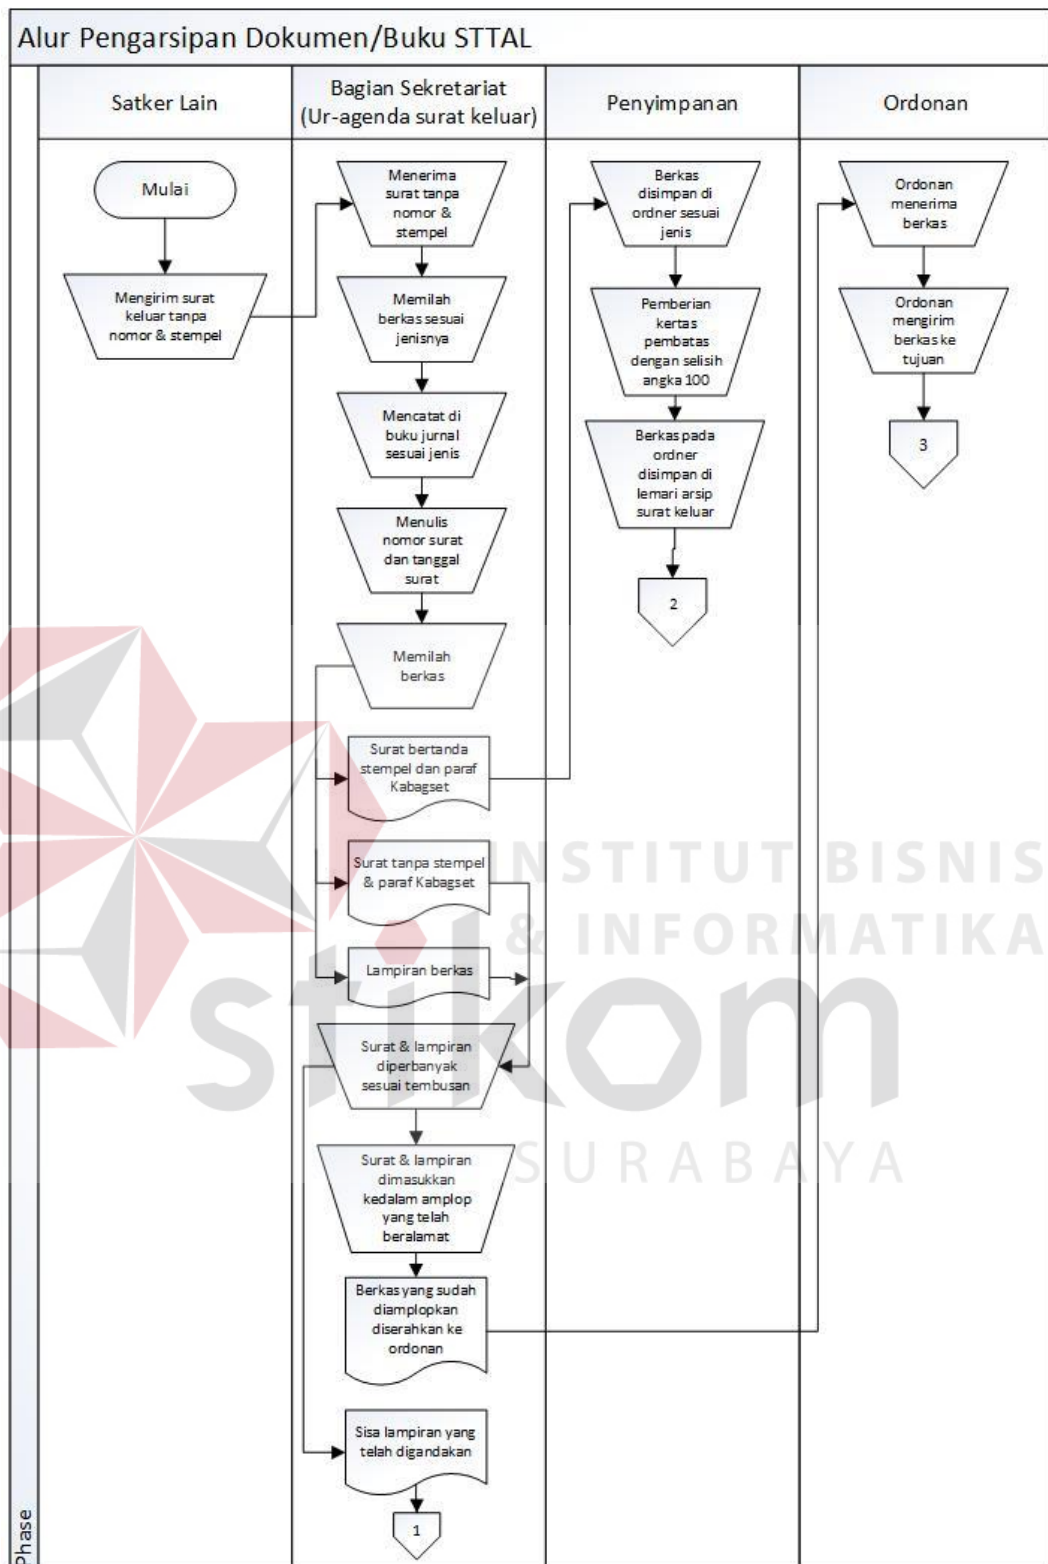 Alur Pengarsipan Dokumen/Buku STTAL
Satker Lain
Bagian Sekretariat
(Ur-agenda surat keluar)
Penyimpanan
Ordonan
Mulai
Mengirim surat
keluar tanpa
nomor & stempel
Menerima
surat tanpa
nomor &
stempel
Memilah
berkas sesuai
jenisnya
Mencatat di
buku jurnal
sesuai jenis
Menulis
nomor surat
dan tanggal
surat
Memilah
berkas
Surat bertanda
stempel dan paraf
Kabagset
Surat tanpa stempel
& paraf Kabagset
Lampiran berkas
Surat & lampiran
diperbanyak
sesuai tembusan
Surat & lampiran
dimasukkan
kedalam amplop
yang telah
beralamat
Berkas yang sudah
diamplopkan
diserahkan ke
ordonan
Sisa lampiran yang
telah digandakan
1
Berkas
disimpan di
ordner sesuai
jenis
Pemberian
kertas
pembatas
dengan selisih
angka 100
Berkas pada
ordner
disimpan di
lemari arsip
surat keluar
2
Ordonan
menerima
berkas
Ordonan
mengirim
berkas ke
tujuan
3
Phase
INSTITUT BISNIS
& INFORMATIKA
stikom
SURABAYA